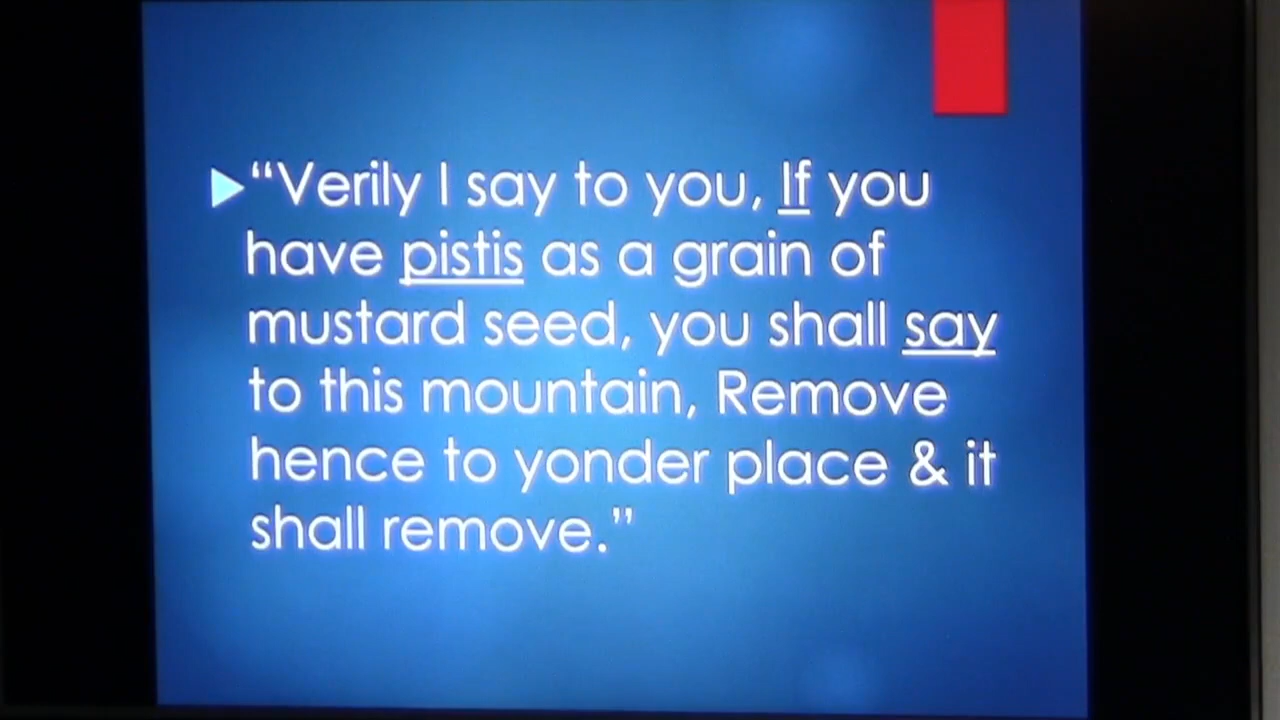 “Verily I say to you, If you
have pistis as a grain of
mustard seed, you shall say
to this mountain, Remove
hence to yonder place & it
shall remove.”